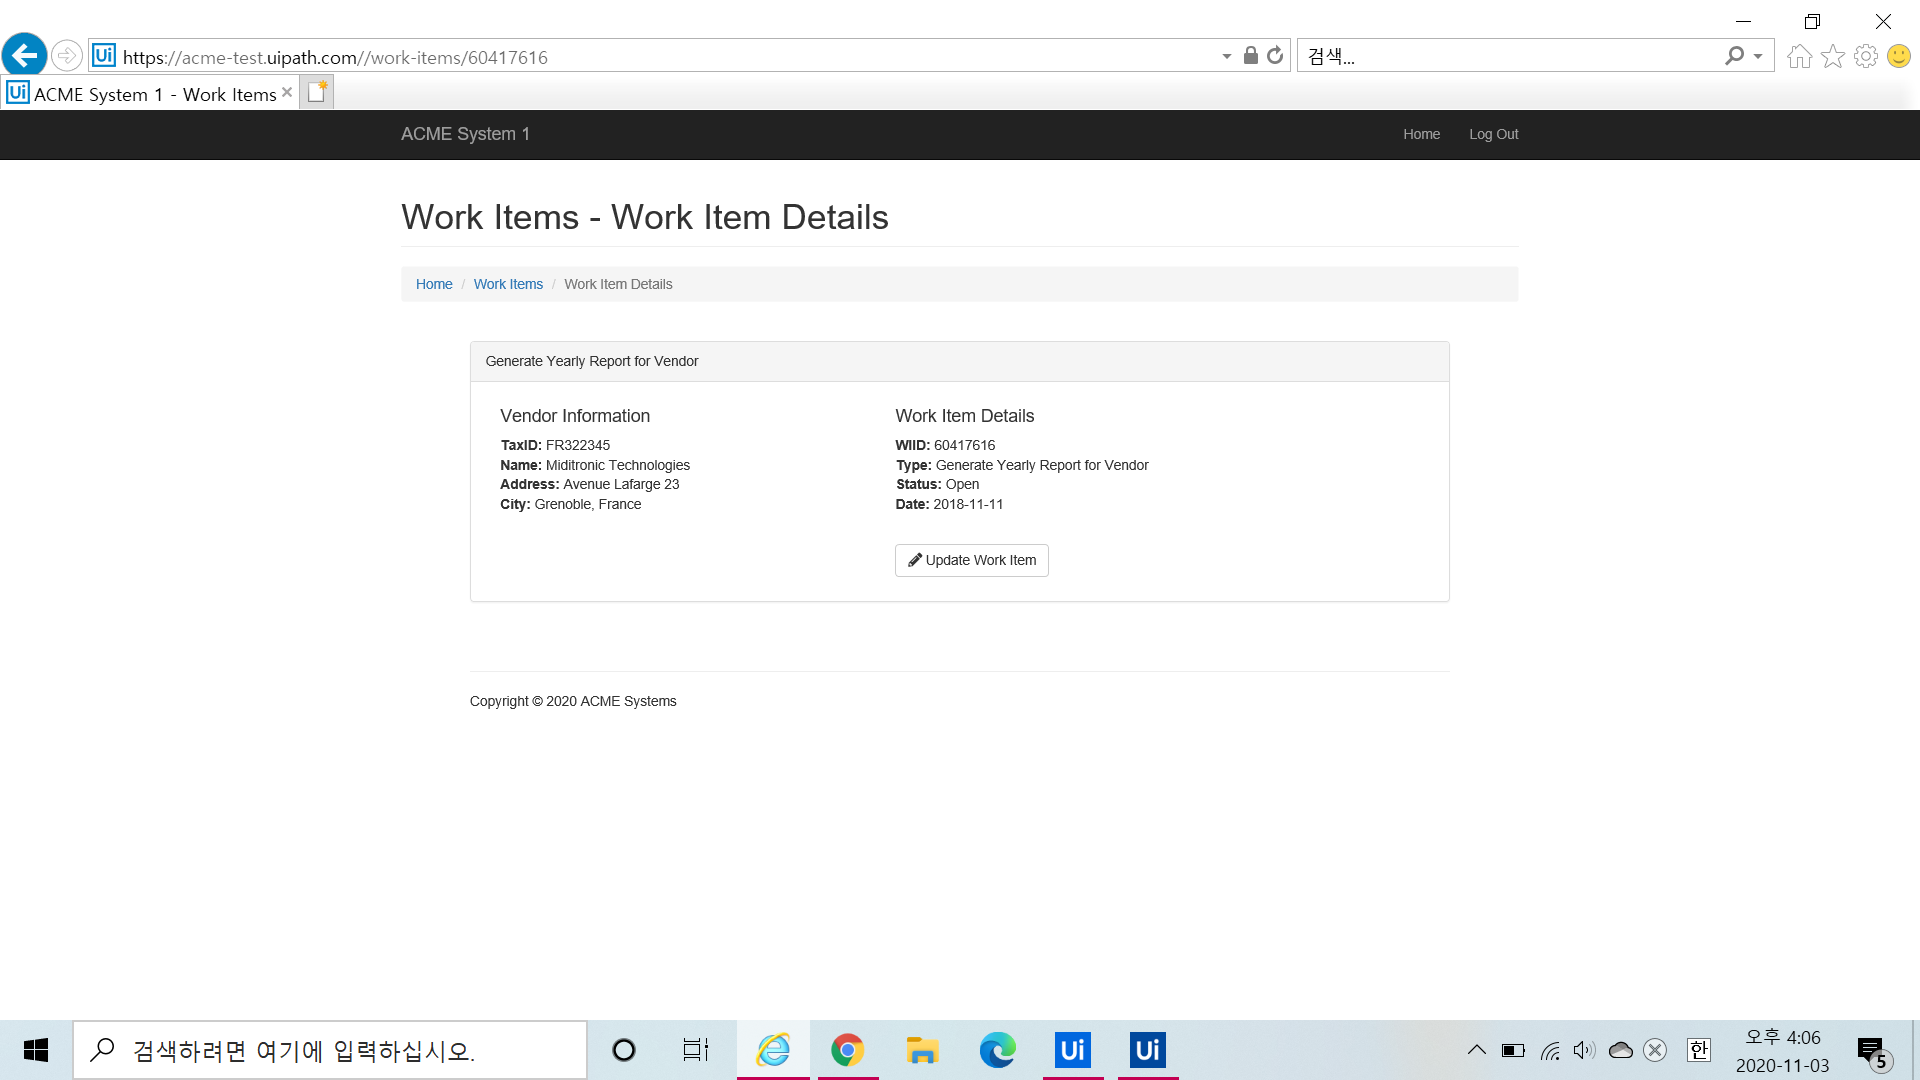 https://acme-test.uipath.com//work-items/60417616
검색...
ACME System 1 - Work Items
ACME System 1
Home
Log Out
Work Items - Work Item Details
Home / Work Items / Work Item Details
Generate Yearly Report for Vendor
Vendor Information
TaxID: FR322345
Name: Miditronic Technologies
Address: Avenue Lafarge 23
City: Grenoble, France
Work Item Details
WIID: 60417616
Type: Generate Yearly Report for Vendor
Status: Open
Date: 2018-11-11
Update Work Item
Copyright © 2020 ACME Systems
검색하려면 여기에 입력하십시오.
Ui
Ui
한
오후 4:06
2020-11-03
5